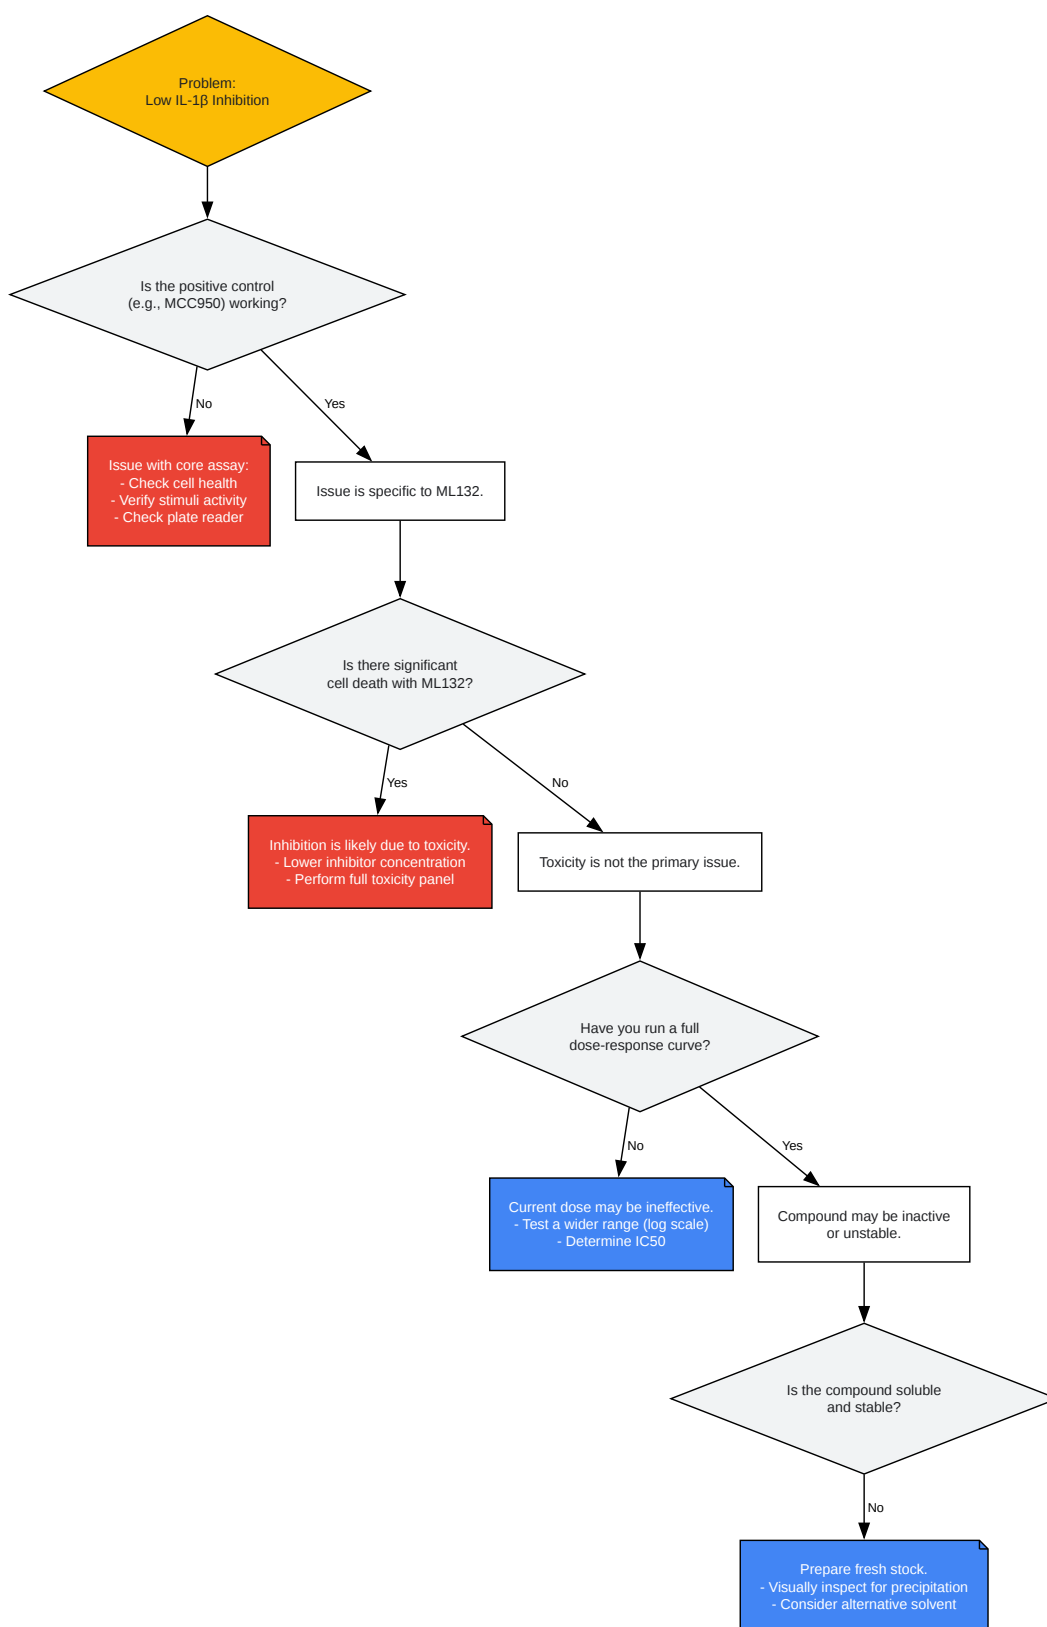 Problem:
Low IL-1β Inhibition
Is the positive control
(e.g., MCC950) working?
No
Yes
Issue with core assay:
- Check cell health
- Verify stimuli activity
- Check plate reader
Issue is specific to ML132.
Is there significant
cell death with ML132?
Yes
No
Inhibition is likely due to toxicity.
- Lower inhibitor concentration
- Perform full toxicity panel
Toxicity is not the primary issue.
Have you run a full
dose-response curve?
No
Yes
Current dose may be ineffective.
- Test a wider range (log scale)
- Determine IC50
Compound may be inactive
or unstable.
Is the compound soluble
and stable?
No
Prepare fresh stock.
- Visually inspect for precipitation
- Consider alternative solvent